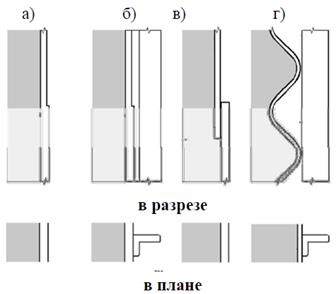 а) б) в) г)
в разрезе
в плане